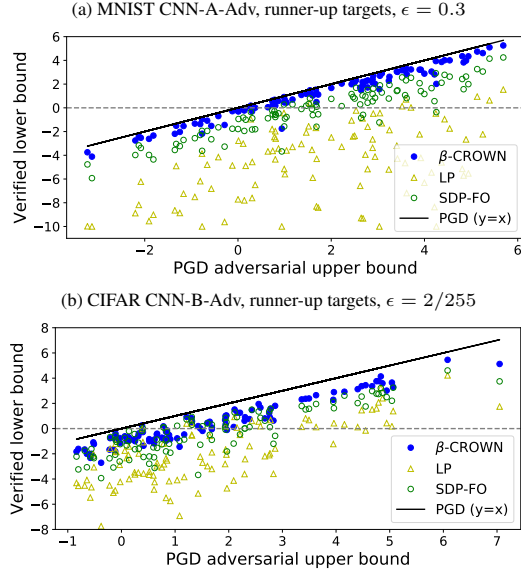 (a) MNIST CNN-A-Adv, runner-up targets, ϵ = 0.3
6
4
2
0
−2
−4
−6
−8
−10
Verified lower bound
β-CROWN
LP
SDP-FO
PGD (y=x)
−2 0 2 4 6
PGD adversarial upper bound
(b) CIFAR CNN-B-Adv, runner-up targets, ϵ = 2/255
8
6
4
2
0
−2
−4
−6
−8
Verified lower bound
β-CROWN
LP
SDP-FO
PGD (y=x)
−1 0 1 2 3 4 5 6 7
PGD adversarial upper bound